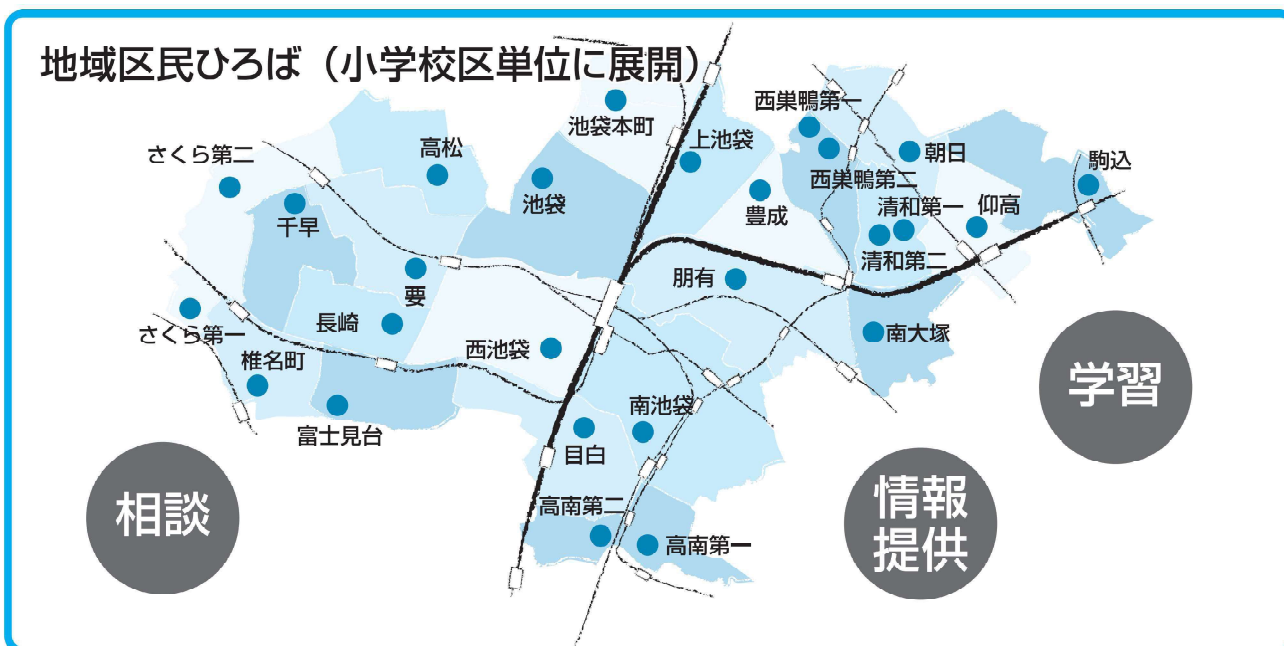 地域区民ひろば（小学校区単位に展開）
池袋本町
上池袋
西巣鴨第一
西巣鴨第二
朝日
駒込
さくら第二
高松
池袋
豊成
清和第一
仰高
清和第二
千早
要
朋有
さくら第一
長崎
西池袋
南大塚
椎名町
富士見台
目白
南池袋
高南第二
高南第一
相談
情報
提供
学習